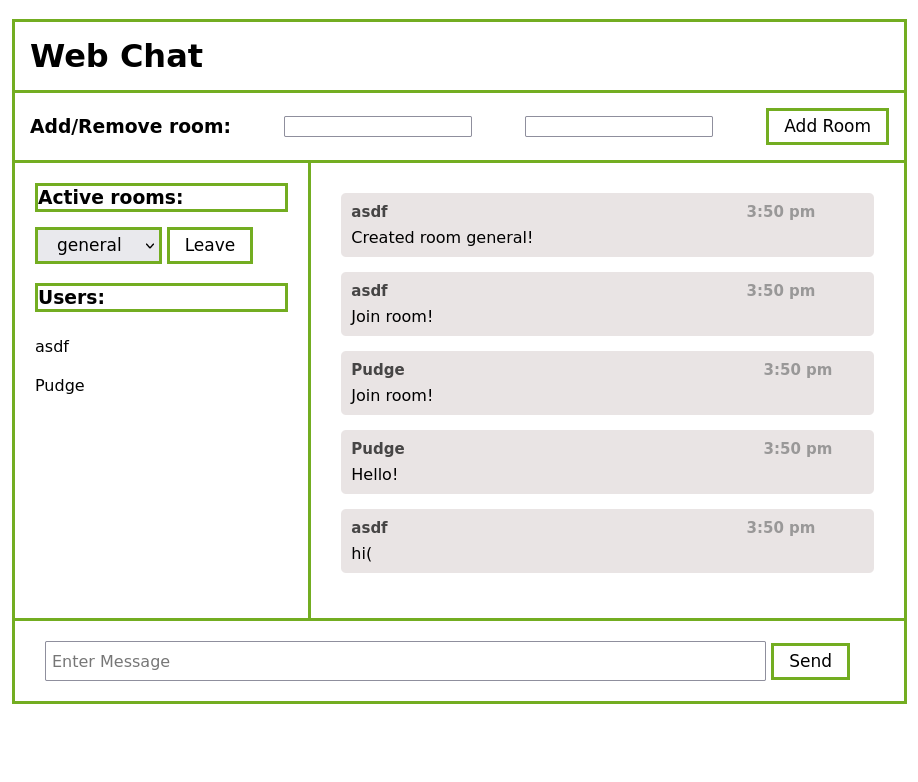 Web Chat
Add/Remove room:
Add Room
Active rooms:
general
Leave
Users:
asdf
Pudge
asdf 3:50 pm
Created room general!
asdf 3:50 pm
Join room!
Pudge 3:50 pm
Join room!
Pudge 3:50 pm
Hello!
asdf 3:50 pm
hi(
Enter Message
Send